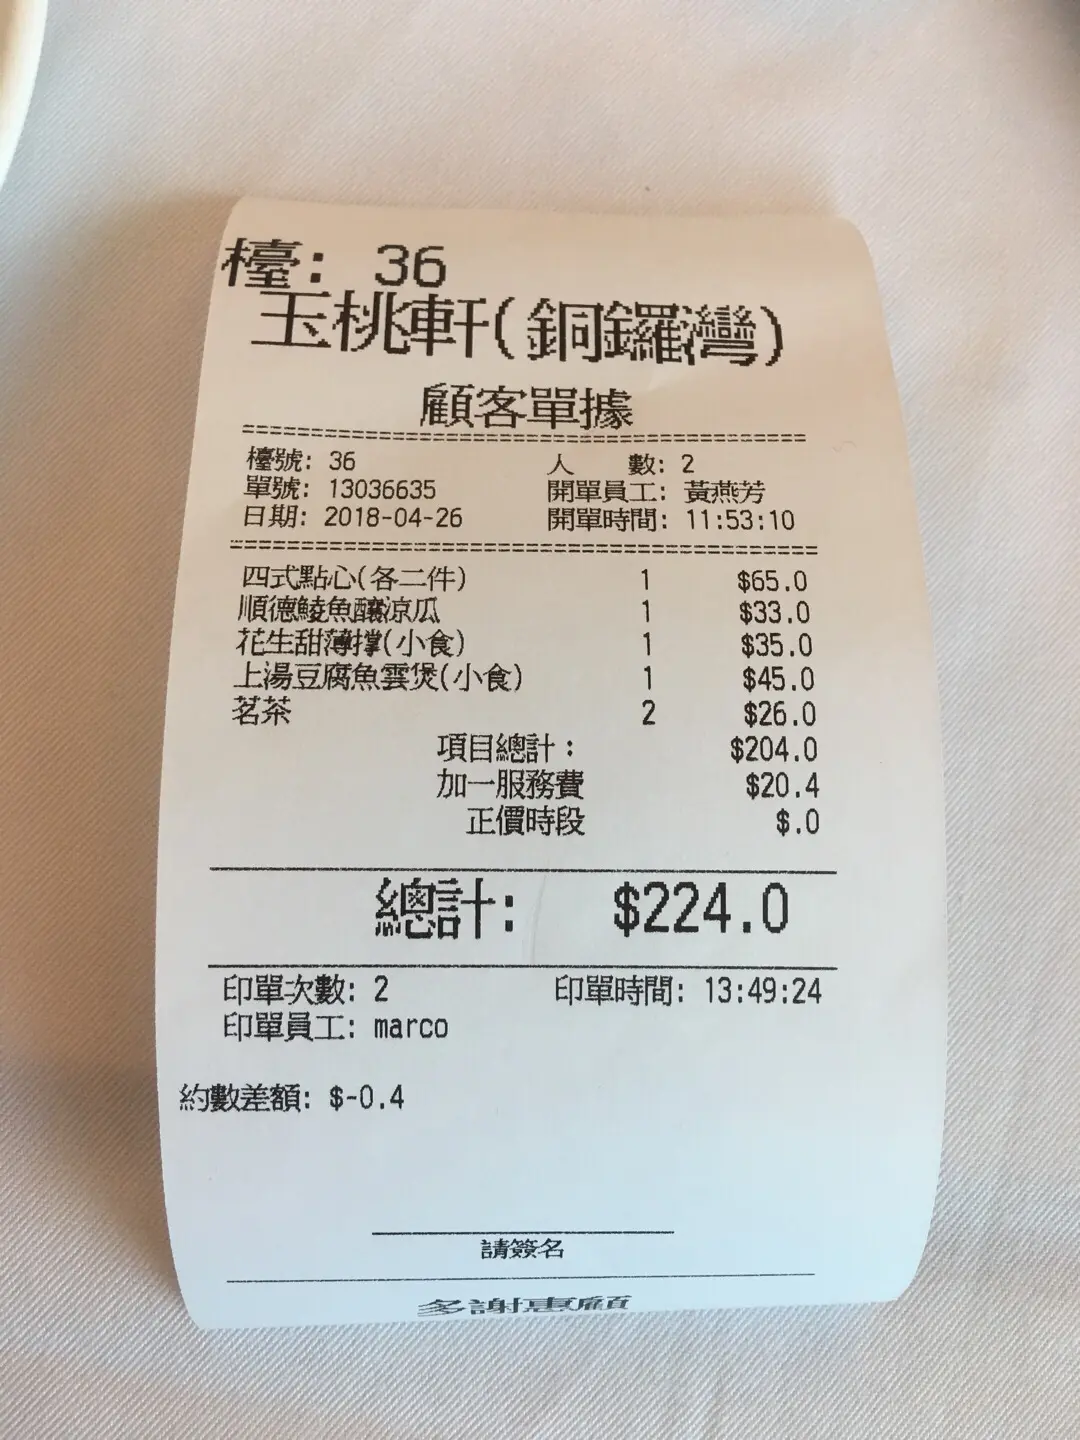 檯: 36
玉桃軒(銅鑼灣)
顧客單據
檯號: 36 人 數: 2
單號: 13036635 開單員工: 黃燕芳
日期: 2018-04-26 開單時間: 11:53:10
四式點心(各二件) 1 $65.0
順德鯪魚釀涼瓜 1 $33.0
花生甜薄撑(小食) 1 $35.0
上湯豆腐魚雲煲(小食) 1 $45.0
茗茶 2 $26.0
項目總計: $204.0
加一服務費 $20.4
正價時段 $.0
總計: $224.0
印單次數: 2 印單時間: 13:49:24
印單員工: marco
約數差額: $-0.4
請簽名
多謝惠顧